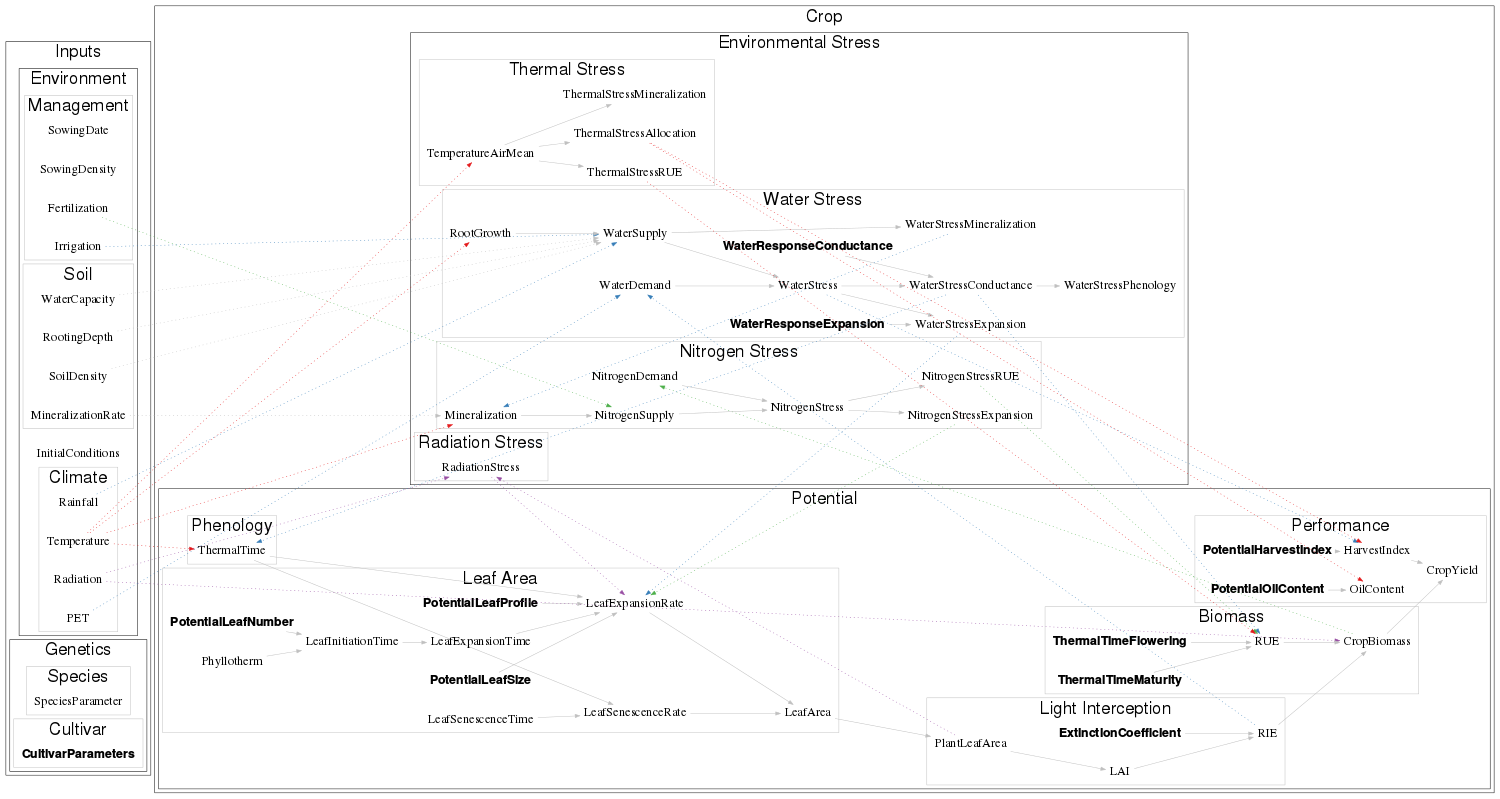 Crop
Inputs
Environment
Management
SowingDate
SowingDensity
Fertilization
Irrigation
Soil
WaterCapacity
RootingDepth
SoilDensity
MineralizationRate
InitialConditions
Climate
Rainfall
Temperature
Radiation
PET
Genetics
Species
SpeciesParameter
Cultivar
CultivarParameters
Environmental Stress
Thermal Stress
ThermalStressMineralization
ThermalStressAllocation
TemperatureAirMean
ThermalStressRUE
Water Stress
WaterStressMineralization
RootGrowth
WaterSupply
WaterResponseConductance
WaterDemand
WaterStress
WaterStressConductance
WaterStressPhenology
WaterResponseExpansion
WaterStressExpansion
Nitrogen Stress
NitrogenDemand
NitrogenStressRUE
Mineralization
NitrogenSupply
NitrogenStress
NitrogenStressExpansion
Radiation Stress
RadiationStress
Potential
Phenology
ThermalTime
Leaf Area
PotentialLeafProfile
LeafExpansionRate
PotentialLeafNumber
LeafInitiationTime
LeafExpansionTime
Phyllotherm
PotentialLeafSize
LeafSenescenceTime
LeafSenescenceRate
LeafArea
Performance
PotentialHarvestIndex
HarvestIndex
CropYield
PotentialOilContent
OilContent
Biomass
ThermalTimeFlowering
RUE
CropBiomass
ThermalTimeMaturity
Light Interception
ExtinctionCoefficient
RIE
PlantLeafArea
LAI